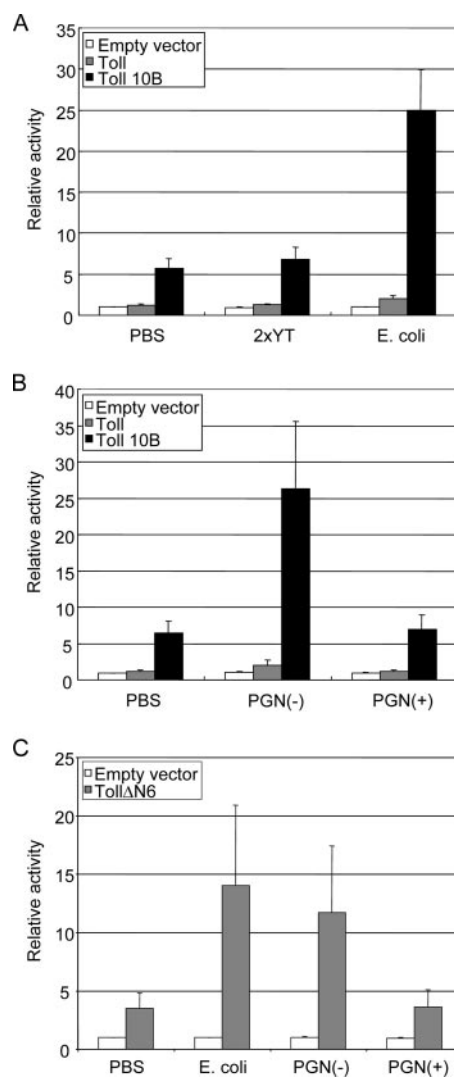 A
Empty vector
Toll
Toll 10B
35
30
25
20
15
10
5
0
Relative activity
PBS 2xYT E. coli
B
Empty vector
Toll
Toll 10B
40
35
30
25
20
15
10
5
0
Relative activity
PBS PGN(-) PGN(+)
C
Empty vector
TollΔN6
25
20
15
10
5
0
Relative activity
PBS E. coli PGN(-) PGN(+)